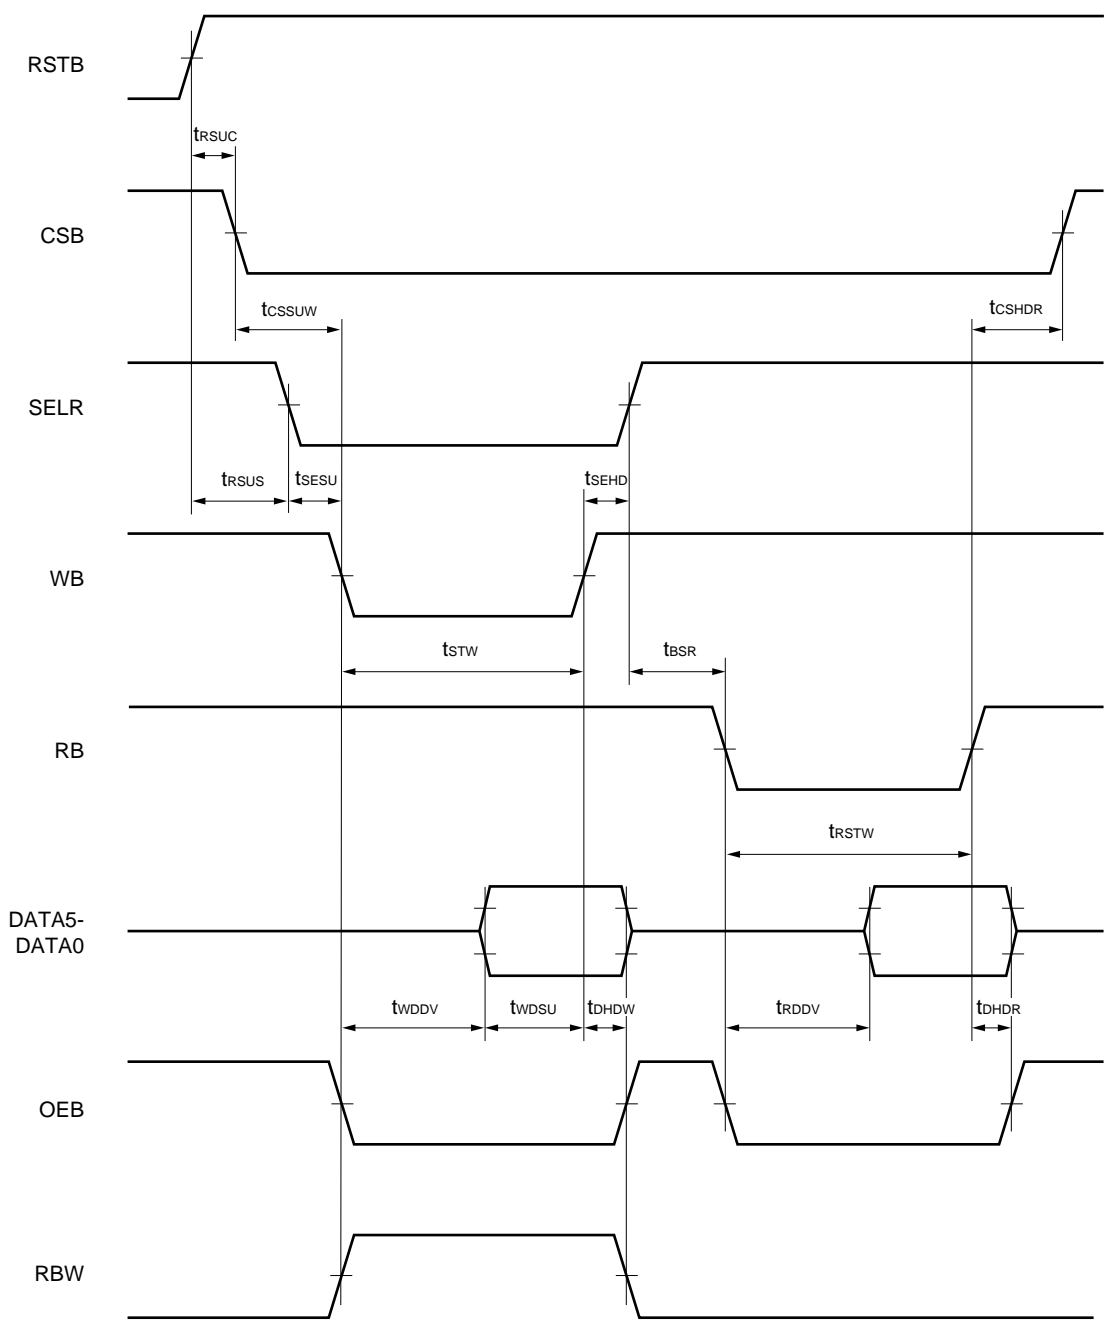 RSTB
tRSUC
CSB
tCSSUW
tCSHDR
SELR
tRSUS
tSESU
tSEHD
WB
tSTW
tBSR
RB
tRSTW
DATA5-
DATA0
tWDDV
tWDSU
tDHDW
tRDDV
tDHDR
OEB
RBW